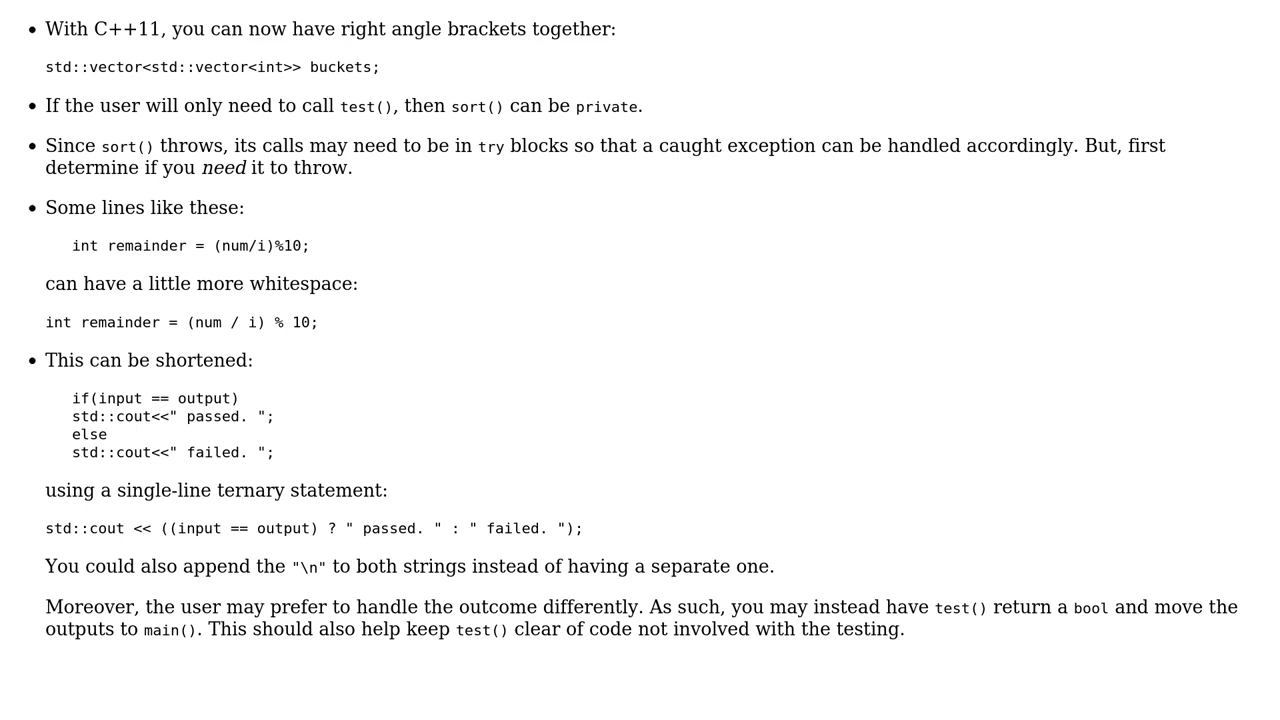 • With C++11, you can now have right angle brackets together:
std::vector<std::vector<int>> buckets;
• If the user will only need to call test(), then sort() can be private.
• Since sort() throws, its calls may need to be in try blocks so that a caught exception can be handled accordingly. But, first
determine if you need it to throw.
• Some lines like these:
int remainder = (num/i)%10;
can have a little more whitespace:
int remainder = (num / i) % 10;
• This can be shortened:
if(input == output)
std::cout<<" passed. ";
else
std::cout<<" failed. ";
using a single-line ternary statement:
std::cout << ((input == output) ? " passed. " : " failed. ");
You could also append the "\n" to both strings instead of having a separate one.
Moreover, the user may prefer to handle the outcome differently. As such, you may instead have test() return a bool and move the
outputs to main(). This should also help keep test() clear of code not involved with the testing.